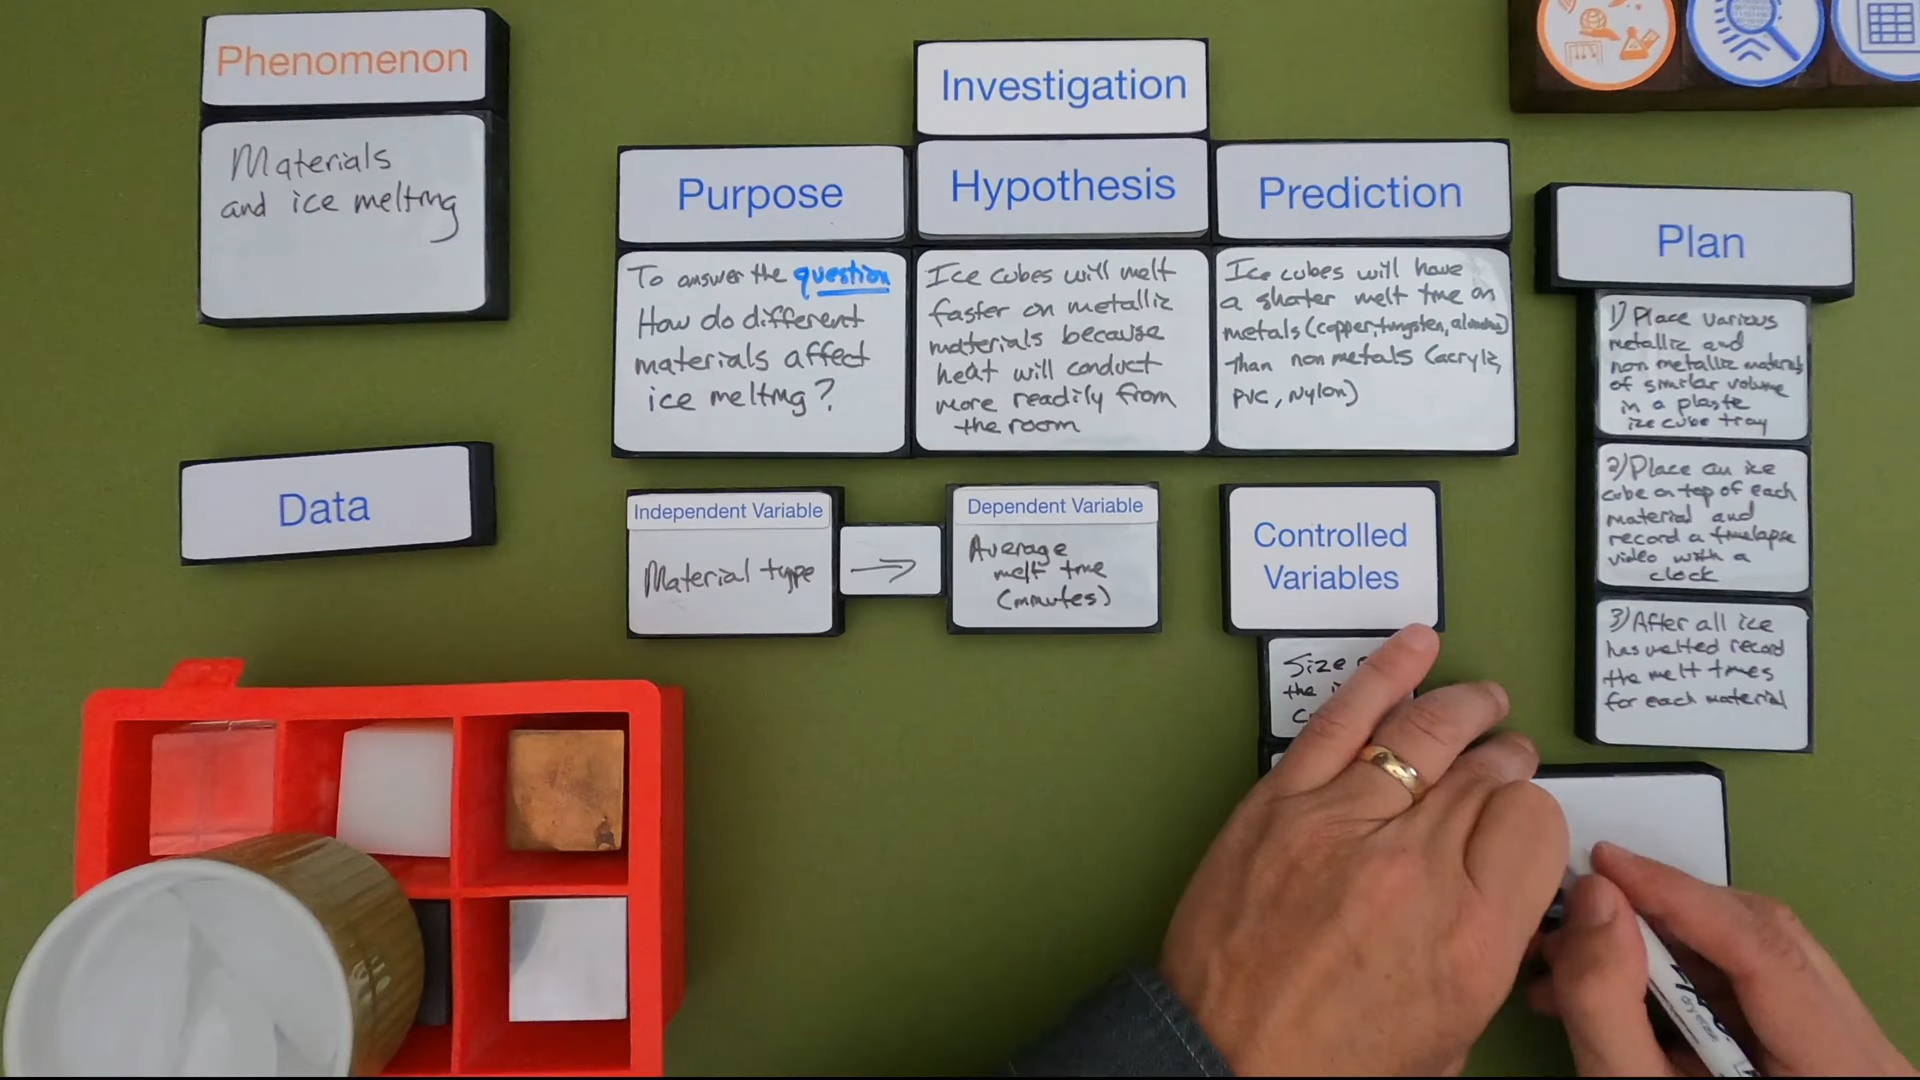 Phenomenon
Materials
and ice melting
Investigation
Purpose
Hypothesis
Prediction
To answer the question
How do different
materials affect
ice melting?
Ice cubes will melt
faster on metallic
materials because
heat will conduct
more readily from
the room
Ice cubes will have
a shorter melt time on
metals (copper, tungsten,
than non metals (acrylic,
PVC, Nylon)
Plan
1) Place various
metallic and
non metallic materials
of similar volume
in a plastic
ice cube tray
2) Place an ice
cube on top of each
material and
record a timelapse
video with a
clock
3) After all ice
has melted record
the melt times
for each material
Data
Independent Variable
Material type
→
Dependent Variable
Average
melt time
(minutes)
Controlled
Variables
Size
the